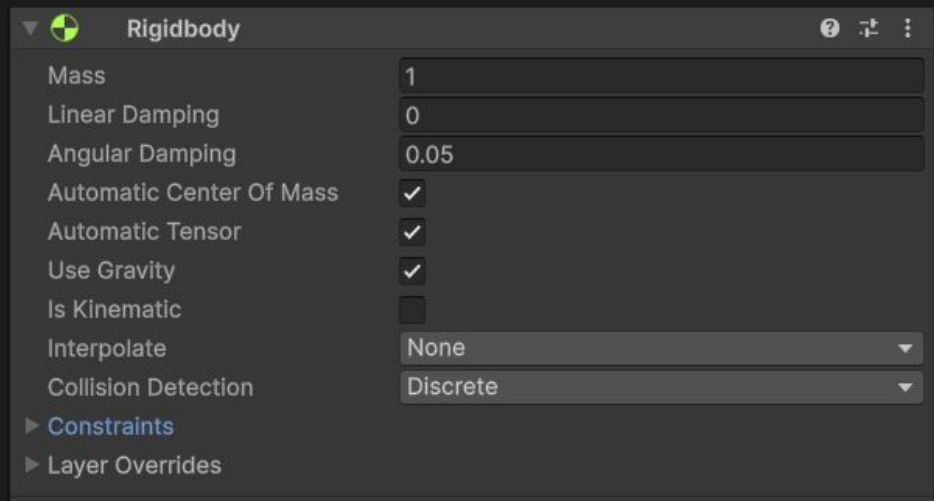 Rigidbody
Mass 1
Linear Damping 0
Angular Damping 0.05
Automatic Center Of Mass
Automatic Tensor
Use Gravity
Is Kinematic
Interpolate None
Collision Detection Discrete
Constraints
Layer Overrides